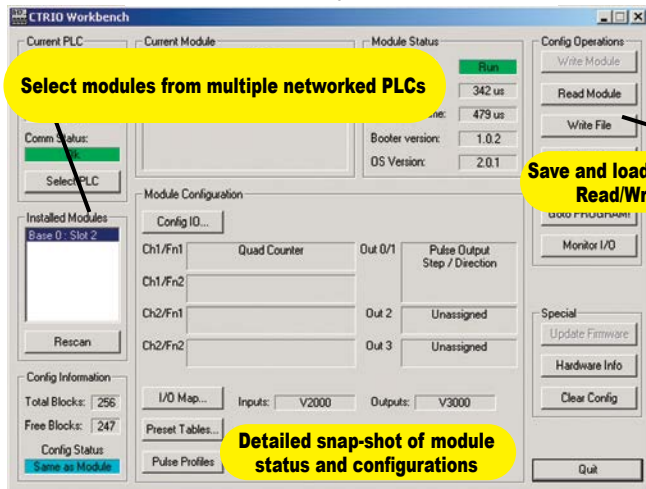 CTRIO Workbench
Current PLC
Current Module
Module Status
Config Operations
Run
Write Module
Select modules from multiple networked PLCs
342 us
Read Module
479 us
Write File
Comm Status:
Booter version: 1.0.2
OS Version: 2.0.1
Select PLC
Save and load
Read/Wr
Module Configuration
Installed Modules
Config IO...
Goto PROGRAM!
Base 0 : Slot 2
Ch1/Fn1 Quad Counter Out 0/1 Pulse Output
Step / Direction
Monitor I/O
Ch1/Fn2
Ch2/Fn1 Out 2 Unassigned
Special
Rescan
Ch2/Fn2 Out 3 Unassigned
Update Firmware
Hardware Info
Config Information
Total Blocks: 256
I/O Map... Inputs: V2000 Outputs: V3000
Clear Config
Free Blocks: 247
Preset Tables...
Detailed snap-shot of module
status and configurations
Config Status
Same as Module
Pulse Profiles
Quit